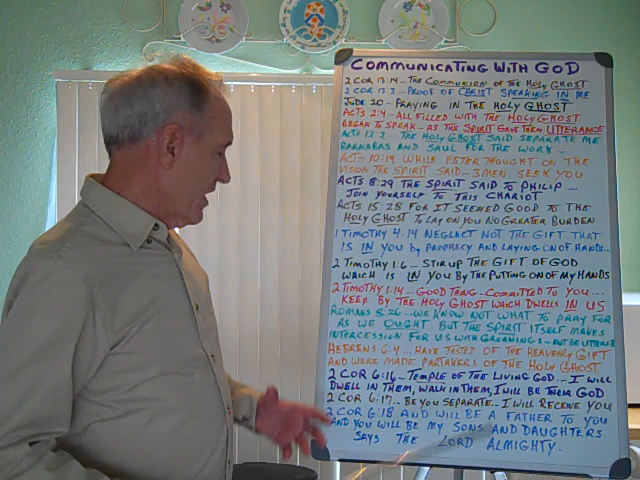 COMMUNICATING WITH GOD
2 COR 13:14 - THE COMMUNION OF THE HOLY GHOST
2 COR 13:3 - PROOF OF CHRIST SPEAKING IN ME
JUDE 20 - PRAYING IN THE HOLY GHOST
ACTS 2:4 - ALL FILLED WITH THE HOLY GHOST
BEGAN TO SPEAK - AS THE SPIRIT GAVE THEM UTTERANCE
ACTS 13:2 - THE HOLY GHOST SAID SEPARATE ME
BARNABAS AND SAUL FOR THE WORK...
ACTS 10:19 WHILE PETER THOUGHT ON THE
VISION THE SPIRIT SAID... 3 MEN SEEK YOU
ACTS 8:29 THE SPIRIT SAID TO PHILIP...
JOIN YOURSELF TO THIS CHARIOT
ACTS 15:28 FOR IT SEEMED GOOD TO THE
HOLY GHOST TO LAY ON YOU NO GREATER BURDEN
1 TIMOTHY 4:14 NEGLECT NOT THE GIFT THAT
IS IN YOU BY PROPHECY AND LAYING ON OF HANDS...
2 TIMOTHY 1:6 - STIR UP THE GIFT OF GOD
WHICH IS IN YOU BY THE PUTTING ON OF MY HANDS
2 TIMOTHY 1:14 - GOOD THING - COMMITTED TO YOU...
KEEP BY THE HOLY GHOST WHICH DWELLS IN US
ROMANS 8:26 - WE KNOW NOT WHAT TO PRAY FOR
AS WE OUGHT BUT THE SPIRIT ITSELF MAKES
INTERCESSION FOR US WITH GROANINGS - NOT BE UTTERED
HEBREWS 6:4... HAVE TASTED OF THE HEAVENLY GIFT
AND WERE MADE PARTAKERS OF THE HOLY GHOST
2 COR 6:16 - TEMPLE OF THE LIVING GOD... I WILL
DWELL IN THEM, WALK IN THEM, I WILL BE THEIR GOD
2 COR 6:17... BE YOU SEPARATE... I WILL RECEIVE YOU
2 COR 6:18 AND WILL BE A FATHER TO YOU
AND YOU WILL BE MY SONS AND DAUGHTERS
SAYS THE LORD ALMIGHTY.